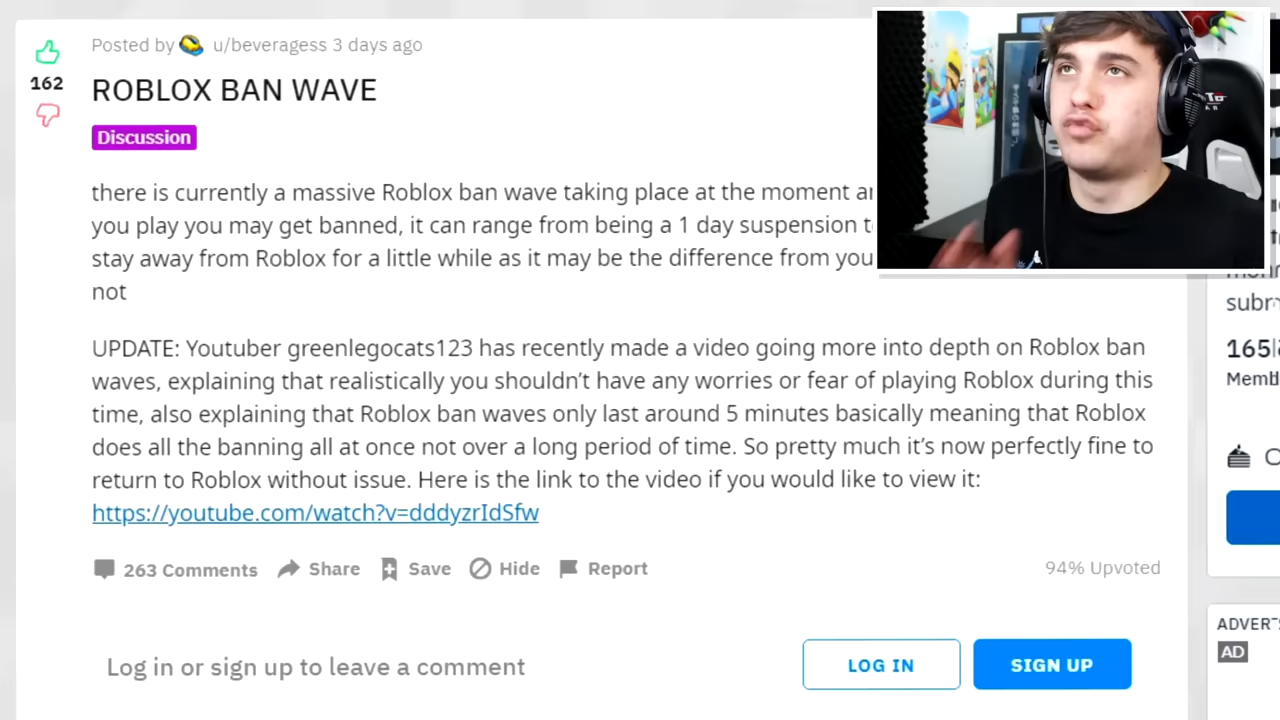 Posted by u/beveragess 3 days ago
162
ROBLOX BAN WAVE
Discussion
there is currently a massive Roblox ban wave taking place at the moment
you play you may get banned, it can range from being a 1 day suspension
stay away from Roblox for a little while as it may be the difference from you
not
UPDATE: Youtuber greenlegocats123 has recently made a video going more into depth on Roblox ban
waves, explaining that realistically you shouldn't have any worries or fear of playing Roblox during this
time, also explaining that Roblox ban waves only last around 5 minutes basically meaning that Roblox
does all the banning all at once not over a long period of time. So pretty much it's now perfectly fine to
return to Roblox without issue. Here is the link to the video if you would like to view it:
https://youtube.com/watch?v=dddyzrIdSfw
263 Comments Share Save Hide Report
94% Upvoted
Log in or sign up to leave a comment
LOG IN
SIGN UP
165
AD